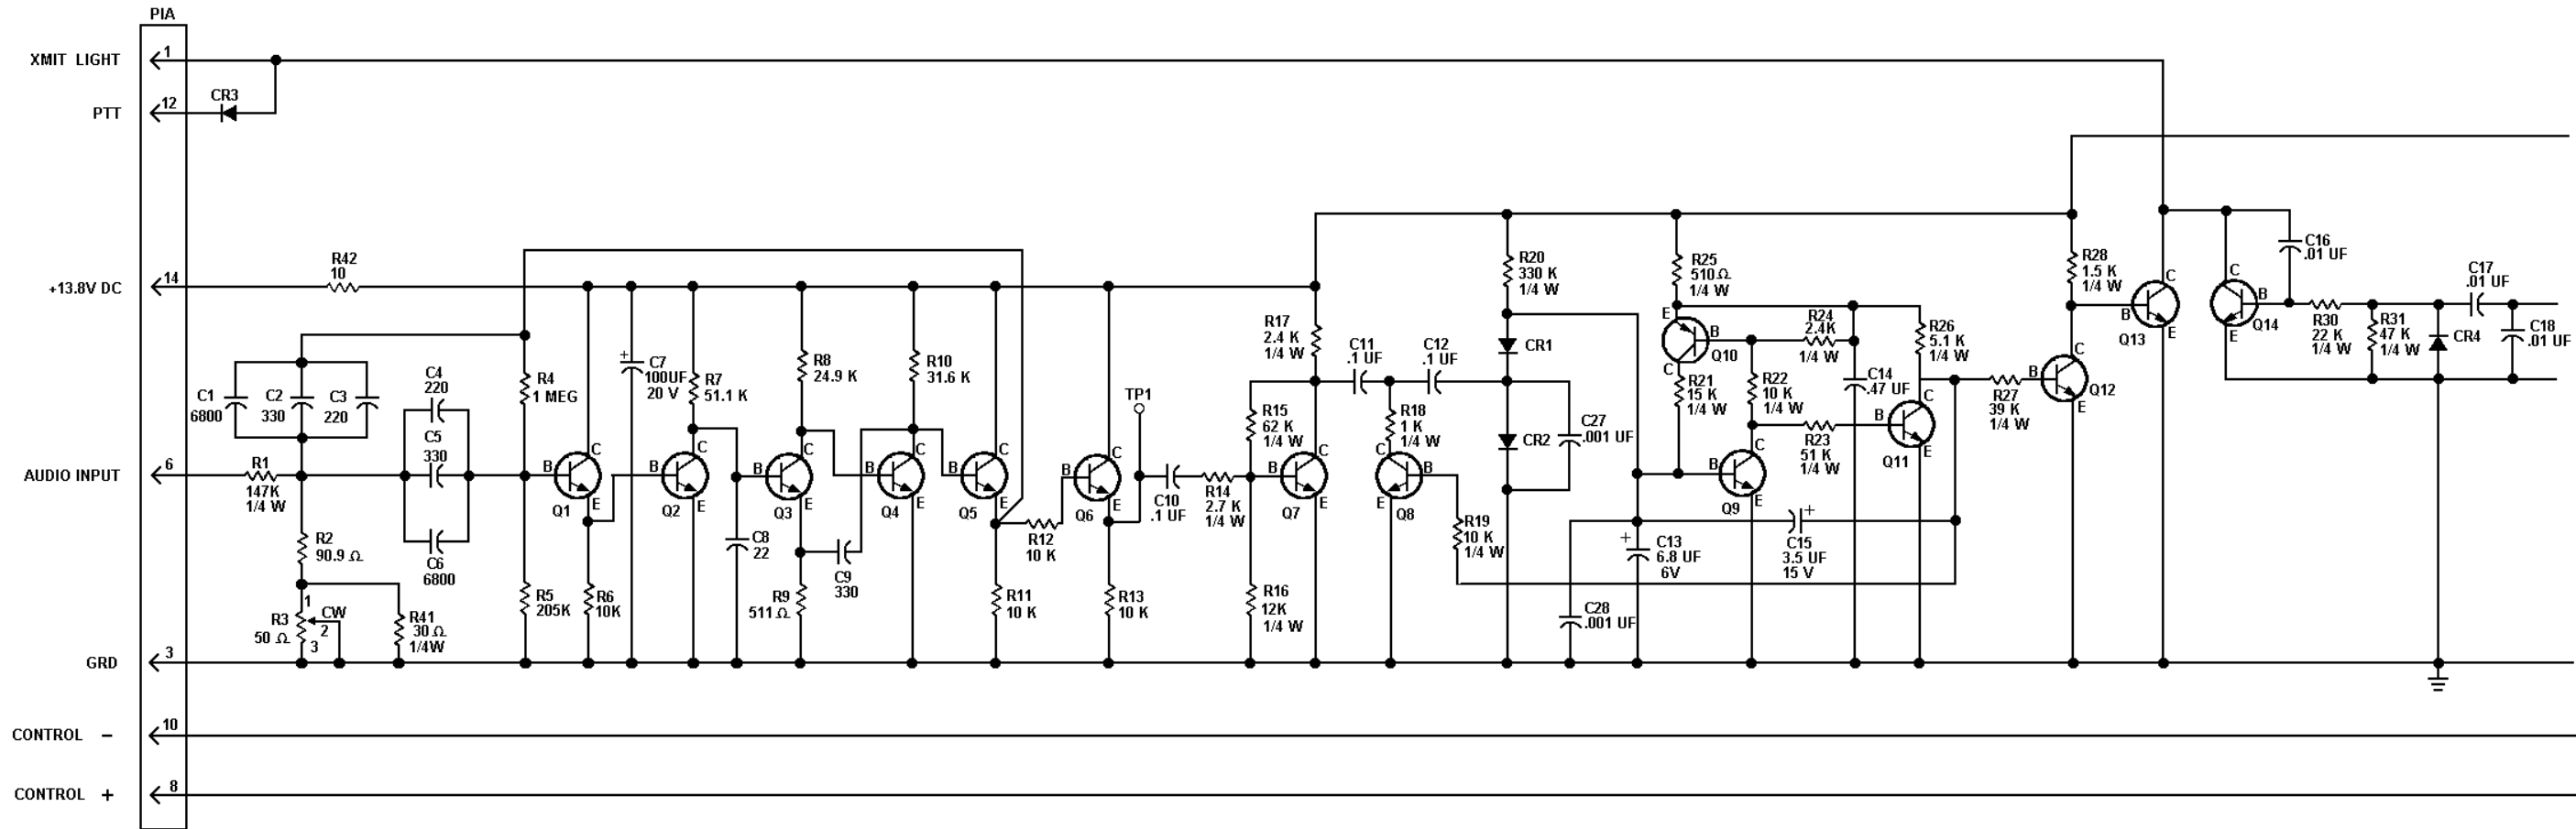 PIA
XMIT LIGHT
1
PTT
12
CR3
+13.8V DC
14
R42
10
AUDIO INPUT
6
GRD
3
CONTROL -
10
CONTROL +
8
C1
6800
C2
330
C3
220
C4
220
C5
330
C6
6800
R1
147K
1/4 W
R2
90.9 Ω
R3
50 Ω
1
CW
2
3
R41
30 Ω
1/4W
R4
1 MEG
R5
205K
B
C
E
Q1
R6
10K
C7
100UF
20 V
+
R7
51.1 K
B
C
E
Q2
C8
22
R8
24.9 K
B
C
E
Q3
R9
511 Ω
C9
330
R10
31.6 K
B
C
E
Q4
B
C
E
Q5
R11
10 K
R12
10 K
B
C
E
Q6
R13
10 K
TP1
C10
.1 UF
R14
2.7 K
1/4 W
R15
62 K
1/4 W
R16
12K
1/4 W
R17
2.4 K
1/4 W
B
C
E
Q7
C11
.1 UF
C12
.1 UF
R18
1 K
1/4 W
C
B
E
Q8
R19
10 K
1/4 W
R20
330 K
1/4 W
CR1
CR2
C27
.001 UF
C28
.001 UF
+
C13
6.8 UF
6V
+
C15
3.5 UF
15 V
R25
510Ω
1/4 W
E
B
C
Q10
R21
15 K
1/4 W
R22
10 K
1/4 W
R24
2.4K
1/4 W
C14
.47 UF
R23
51 K
1/4 W
B
C
E
Q9
R26
5.1 K
1/4 W
B
C
E
Q11
R27
39 K
1/4 W
B
C
E
Q12
R28
1.5 K
1/4 W
B
C
E
Q13
C
B
E
Q14
C16
.01 UF
R30
22 K
1/4 W
R31
47 K
1/4 W
CR4
C17
.01 UF
C18
.01 UF